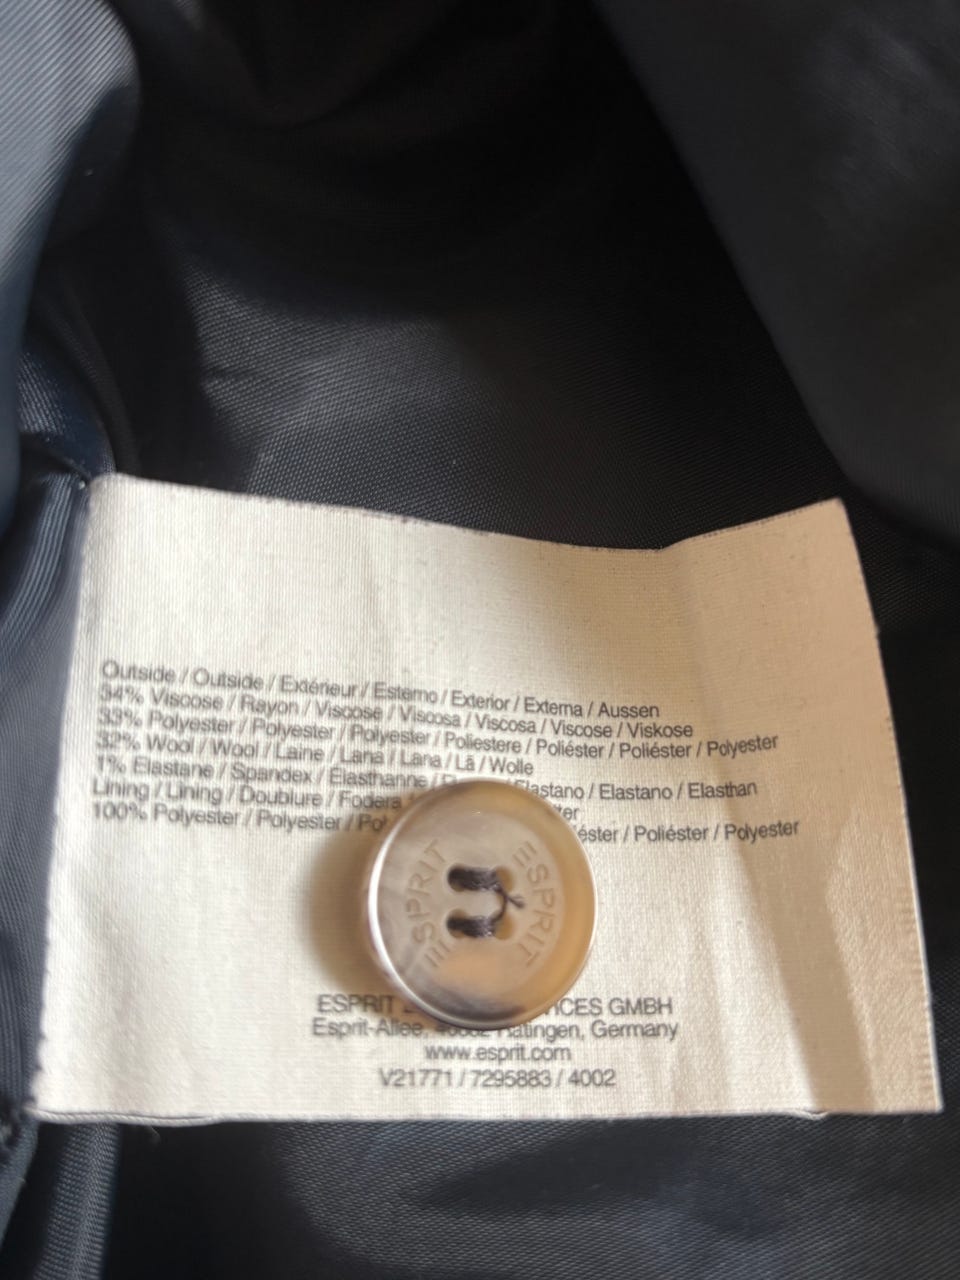 Outside / Outside / Extérieur / Esterno / Exterior / Externa / Aussen
34% Viscose / Rayon / Viscose / Viscosa / Viscosa / Viscose / Viskose
33% Polyester / Polyester / Polyester / Poliestere / Poliéster / Poliéster / Polyester
32% Wool / Wool / Laine / Lana / Lana / Lã / Wolle
1% Elastane / Spandex / Élasthanne / Elastano / Elastano / Elasthan
Lining / Lining / Doublure / Fodera
100% Polyester / Polyester / Poliéster / Polyester
ESPRIT
ESPRIT
ESPRIT GMBH
Esprit-Allee, Ratingen, Germany
www.esprit.com
V21771 / 7295883 / 4002